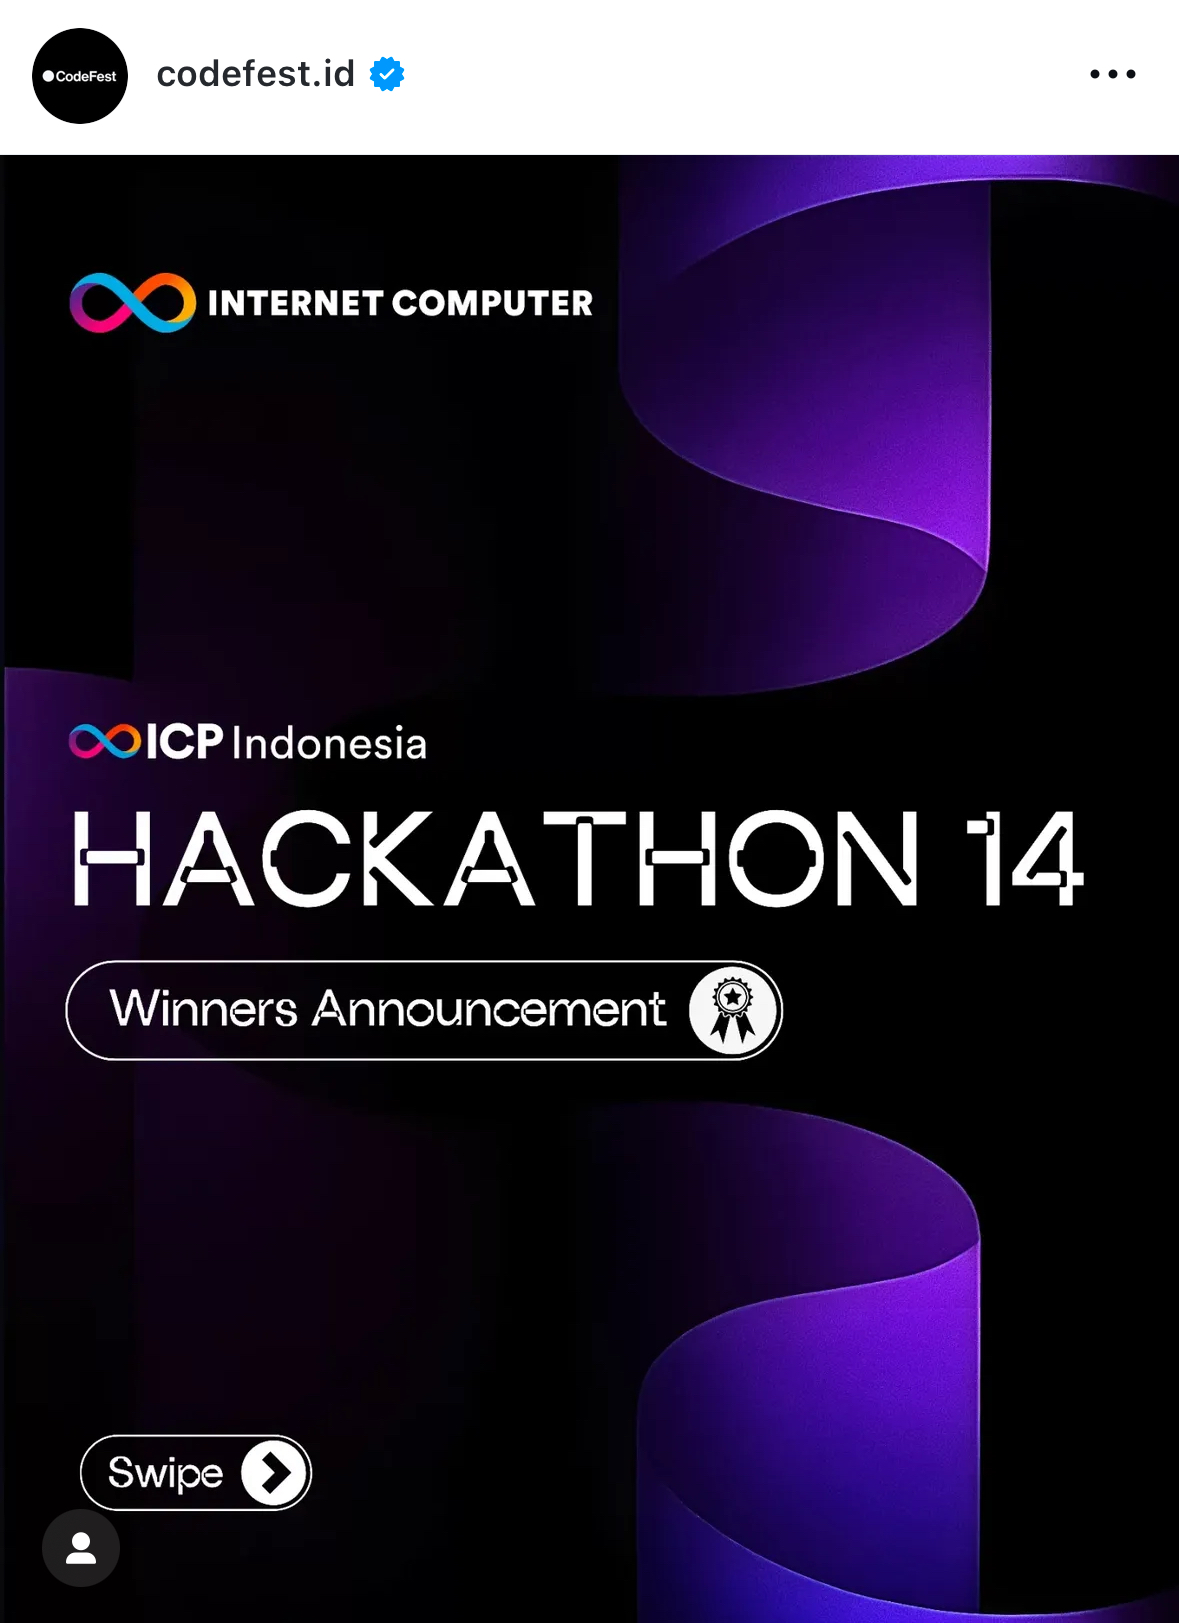 CodeFest
codefest.id
INTERNET COMPUTER
ICP Indonesia
HACKATHON 14
Winners Announcement
Swipe